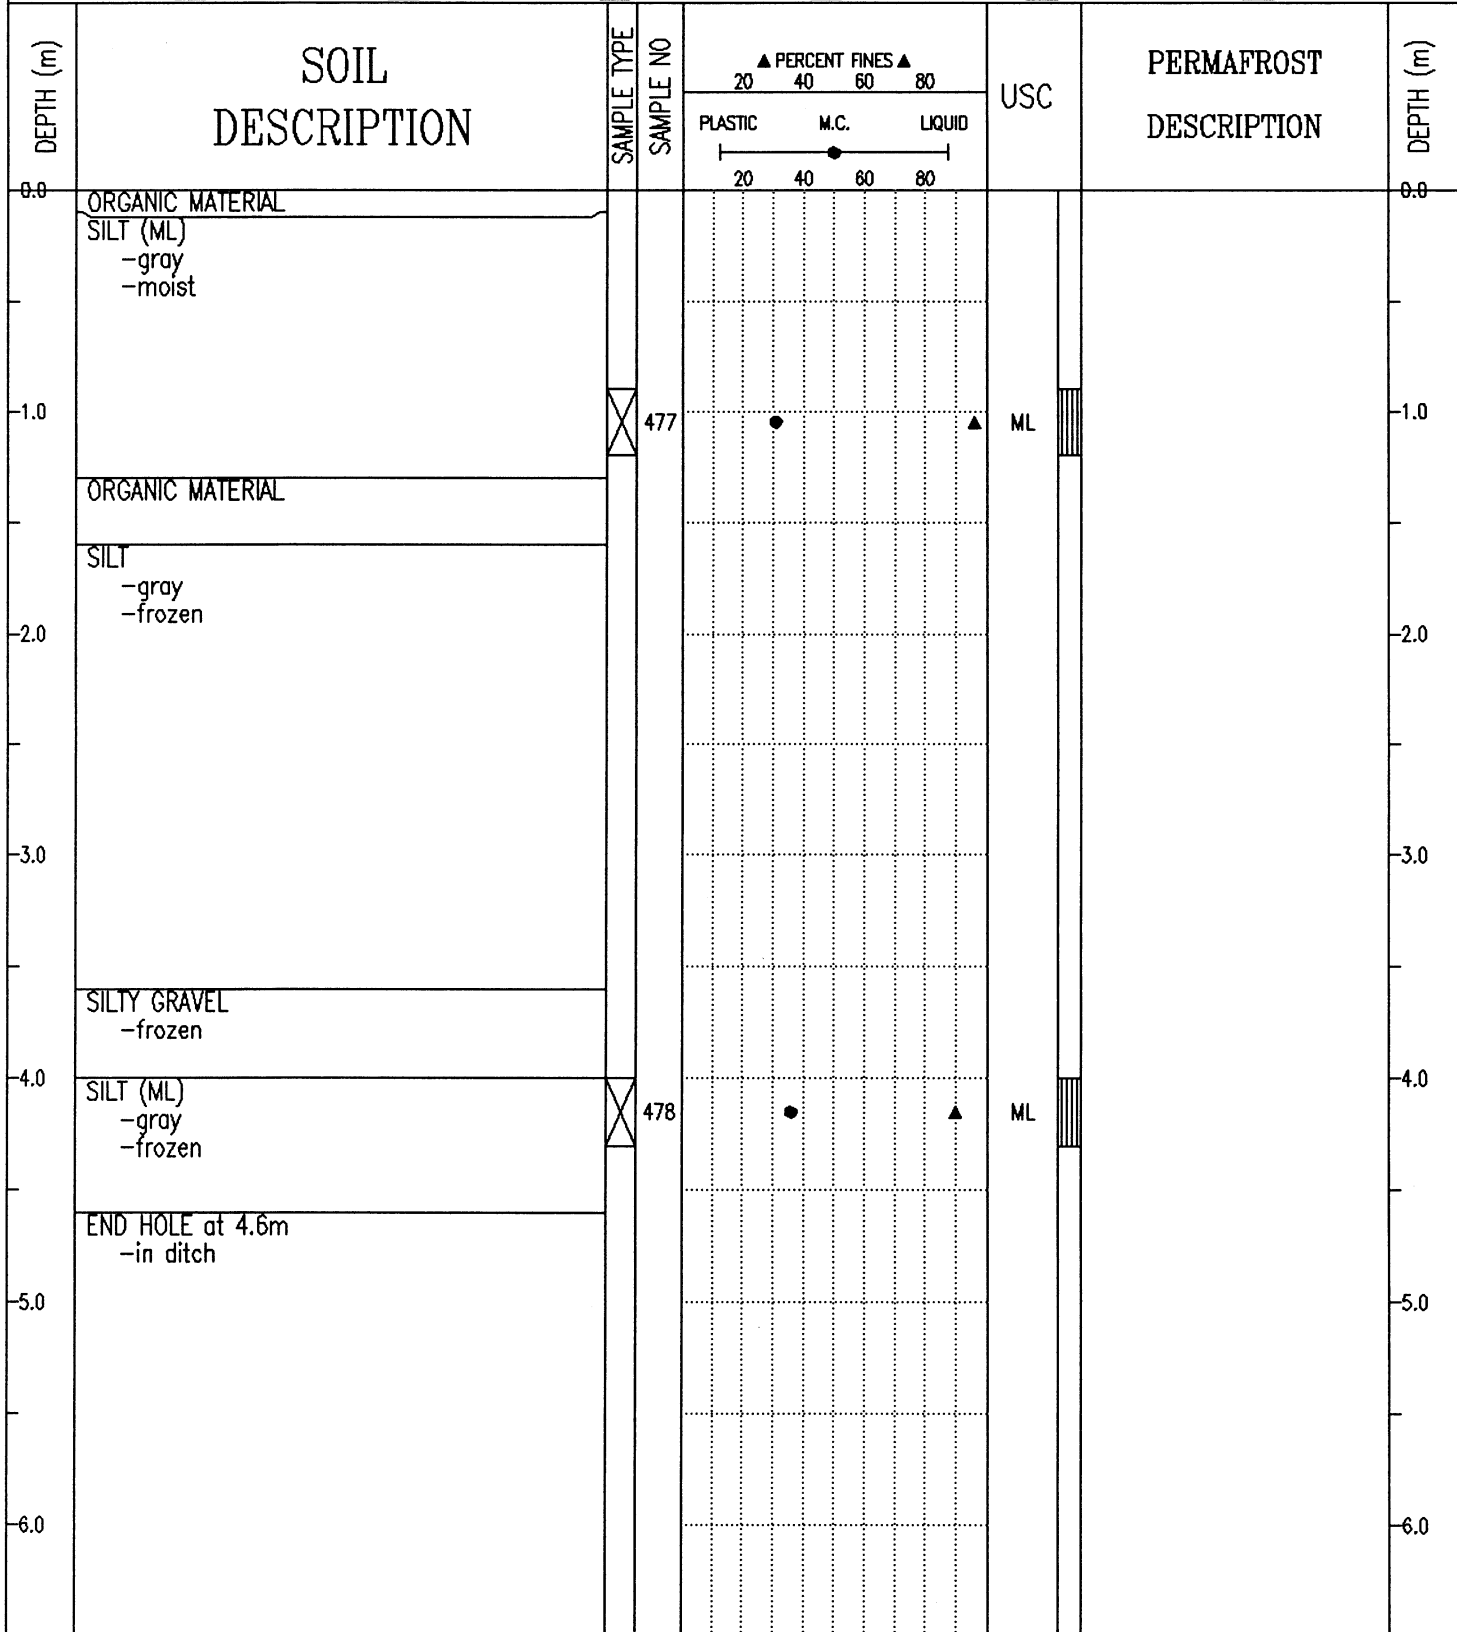 DEPTH (m)
SOIL
DESCRIPTION
SAMPLE TYPE
SAMPLE NO
▲ PERCENT FINES ▲
20 40 60 80
PLASTIC M.C. LIQUID
20 40 60 80
USC
PERMAFROST
DESCRIPTION
DEPTH (m)
0.0 0.0
ORGANIC MATERIAL
SILT (ML)
-gray
-moist
1.0 477 ML 1.0
ORGANIC MATERIAL
SILT
-gray
-frozen
2.0 2.0
3.0 3.0
SILTY GRAVEL
-frozen
4.0 4.0
SILT (ML)
-gray 478 ML
-frozen
END HOLE at 4.6m
-in ditch
5.0 5.0
6.0 6.0